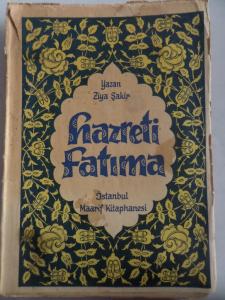 Yazan
Ziya Şakir
Hazreti
Fatıma
İstanbul
Maarif Kitaphanesi